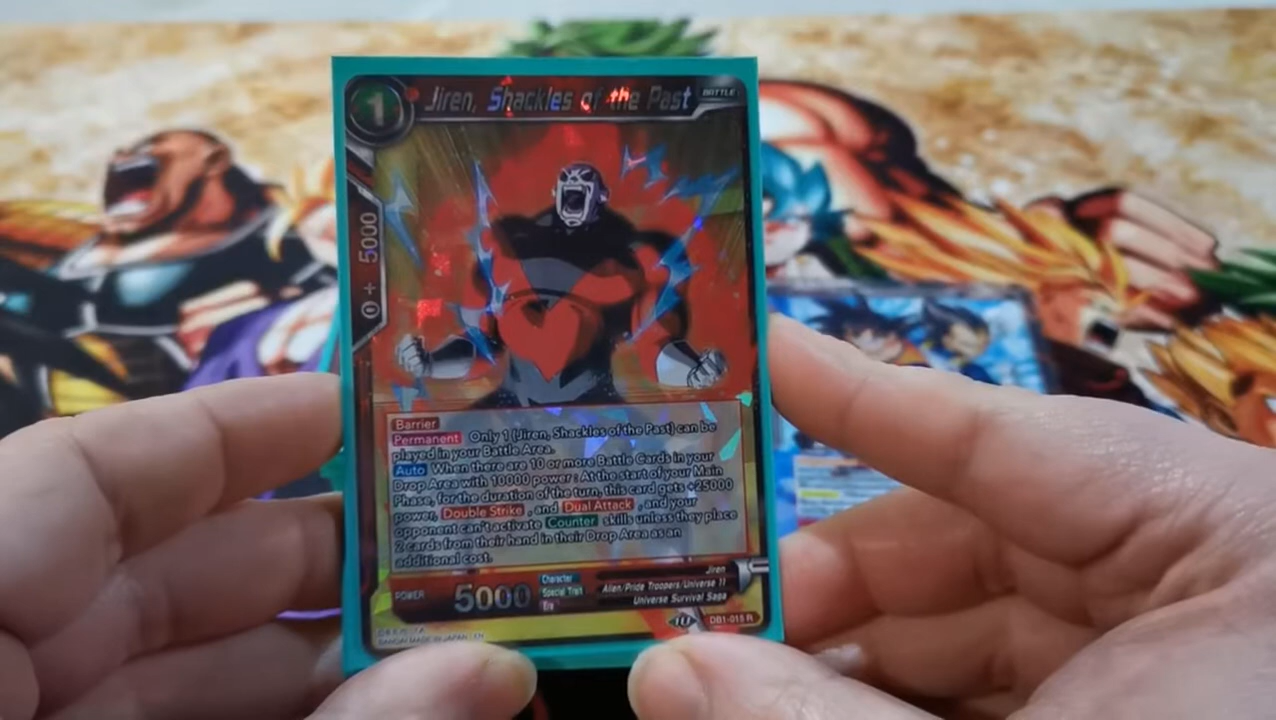 1 Jiren, Shackles of the Past BATTLE
+ 5000
Barrier
Permanent Only 1 {Jiren, Shackles of the Past} can be
played in your Battle Area.
Auto When there are 10 or more Battle Cards in your
Drop Area with 10000 power : At the start of your Main
Phase, for the duration of the turn, this card gets +25000
power, Double Strike, and Dual Attack, and your
opponent can't activate Counter skills unless they place
2 cards from their hand in their Drop Area as an
additional cost.
POWER 5000
Character Jiren
Special Trait Alien/Pride Troopers/Universe 11
Era Universe Survival Saga
DB1-015 R
BANDAI MADE IN JAPAN